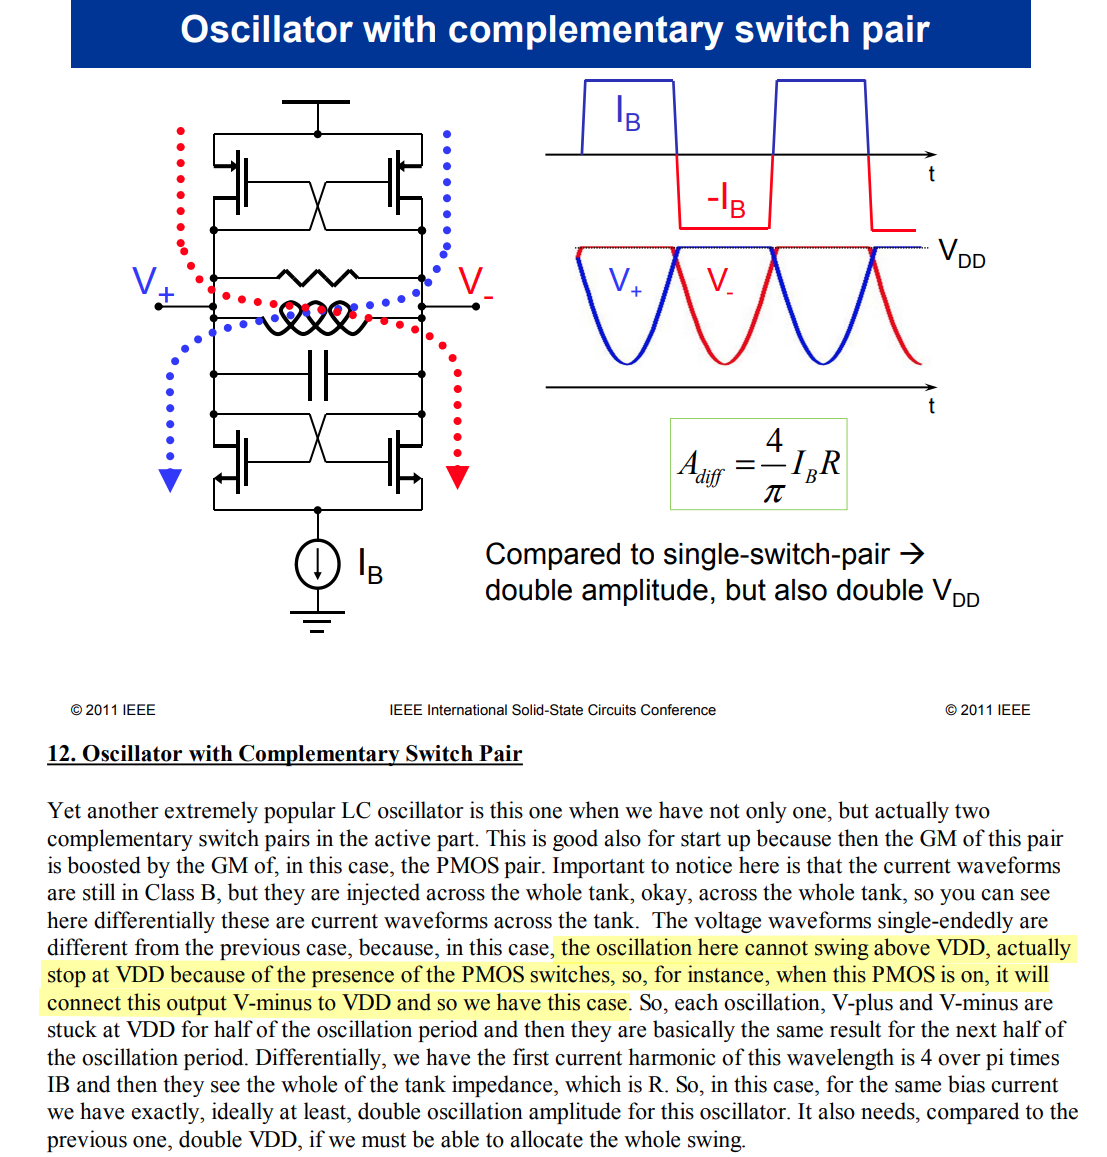 Oscillator with complementary switch pair
I_B
t
-I_B
V_DD
V_+
V_-
V_+
V_-
t
A_diff = 4/π I_B R
I_B
Compared to single-switch-pair →
double amplitude, but also double V_DD
© 2011 IEEE
IEEE International Solid-State Circuits Conference
© 2011 IEEE
12. Oscillator with Complementary Switch Pair
Yet another extremely popular LC oscillator is this one when we have not only one, but actually two
complementary switch pairs in the active part. This is good also for start up because then the GM of this pair
is boosted by the GM of, in this case, the PMOS pair. Important to notice here is that the current waveforms
are still in Class B, but they are injected across the whole tank, okay, across the whole tank, so you can see
here differentially these are current waveforms across the tank.  The voltage waveforms single-endedly are
different from the previous case, because, in this case, the oscillation here cannot swing above VDD, actually
stop at VDD because of the presence of the PMOS switches, so, for instance, when this PMOS is on, it will
connect this output V-minus to VDD and so we have this case. So, each oscillation, V-plus and V-minus are
stuck at VDD for half of the oscillation period and then they are basically the same result for the next half of
the oscillation period. Differentially, we have the first current harmonic of this wavelength is 4 over pi times
IB and then they see the whole of the tank impedance, which is R. So, in this case, for the same bias current
we have exactly, ideally at least, double oscillation amplitude for this oscillator. It also needs, compared to the
previous one, double VDD, if we must be able to allocate the whole swing.